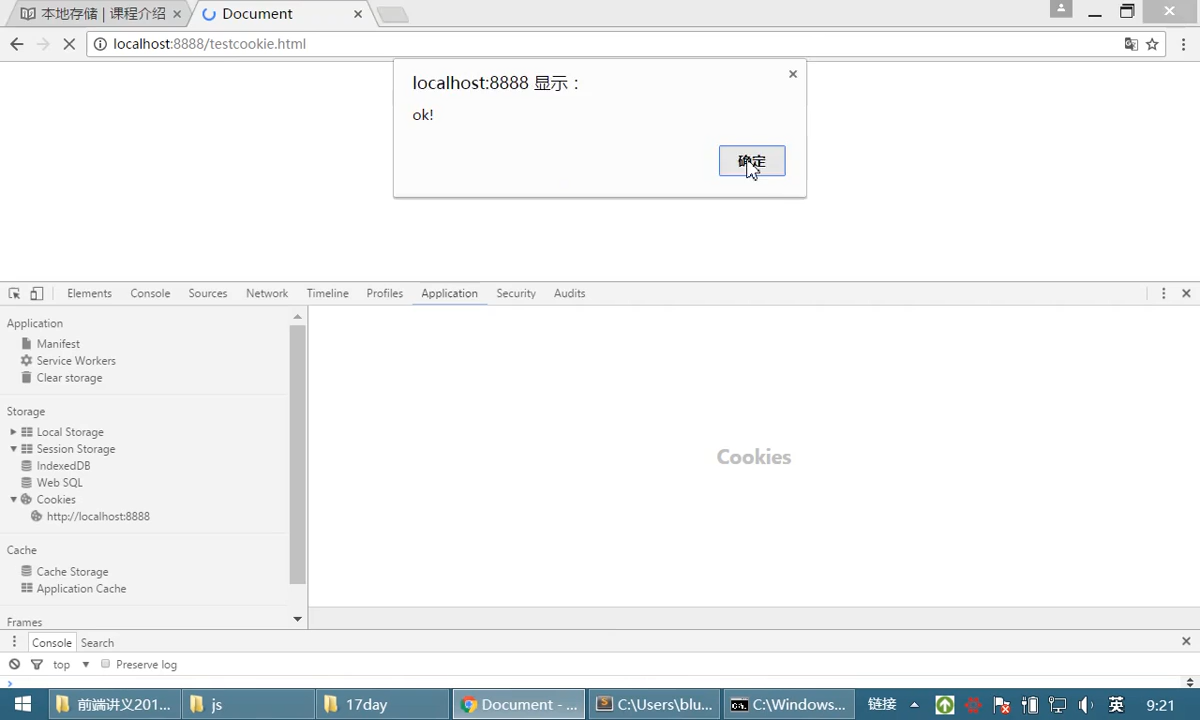 本地存储 | 课程介绍
Document
localhost:8888/testcookie.html
localhost:8888 显示：
ok!
确定
Elements Console Sources Network Timeline Profiles Application Security Audits
Application
Manifest
Service Workers
Clear storage
Storage
Local Storage
Session Storage
IndexedDB
Web SQL
Cookies
http://localhost:8888
Cache
Cache Storage
Application Cache
Frames
Cookies
Console Search
top Preserve log
前端讲义201... js 17day Document - ... C:\Users\blu... C:\Windows... 链接 英 9:21